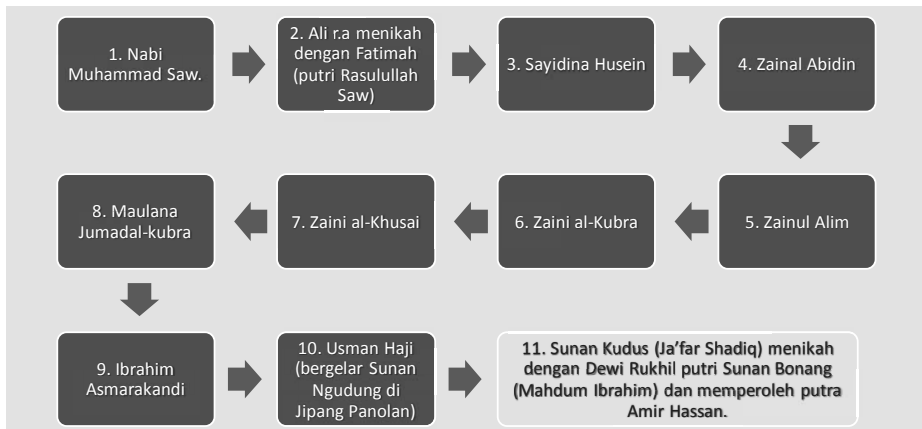 1. Nabi
Muhammad Saw.
2. Ali r.a menikah
dengan Fatimah
(putri Rasulullah
Saw)
3. Sayidina Husein
4. Zainal Abidin
5. Zainul Alim
6. Zaini al-Kubra
7. Zaini al-Khusai
8. Maulana
Jumadal-kubra
9. Ibrahim
Asmarakandi
10. Usman Haji
(bergelar Sunan
Ngudung di
Jipang Panolan)
11. Sunan Kudus (Ja’far Shadiq) menikah
dengan Dewi Rukhil putri Sunan Bonang
(Mahdum Ibrahim) dan memperoleh putra
Amir Hassan.